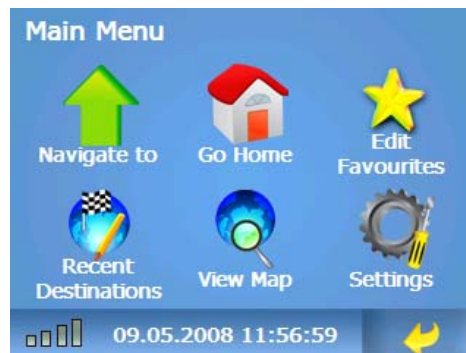 Main Menu
Navigate to
Go Home
Edit
Favourites
Recent
Destinations
View Map
Settings
09.05.2008 11:56:59